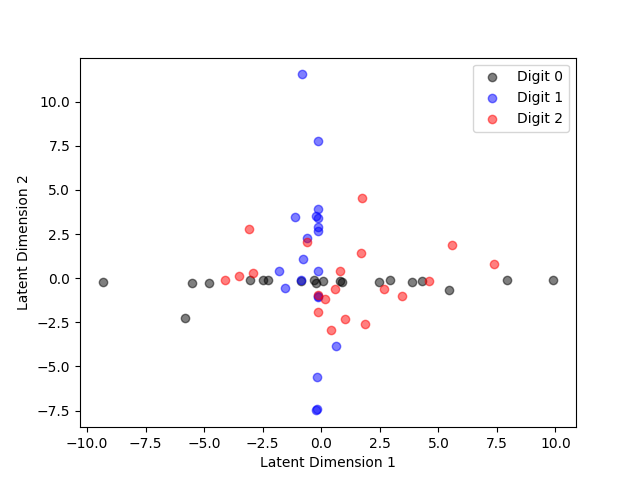 Digit 0
Digit 1
Digit 2
10.0
7.5
5.0
2.5
0.0
−2.5
−5.0
−7.5
Latent Dimension 2
−10.0 −7.5 −5.0 −2.5 0.0 2.5 5.0 7.5 10.0
Latent Dimension 1